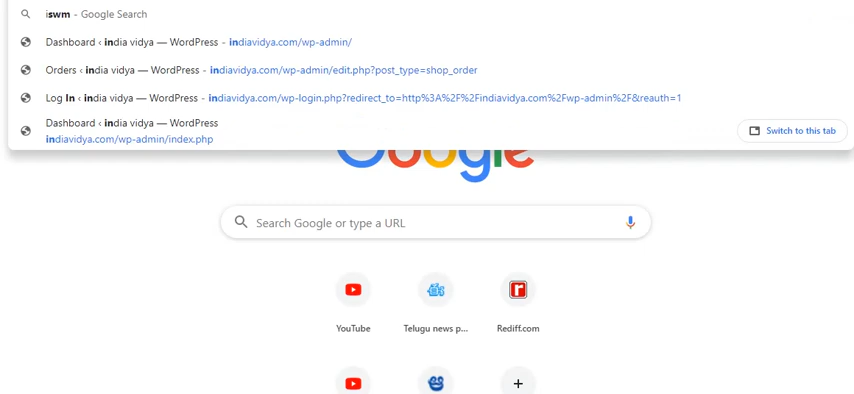 iswm - Google Search
Dashboard ‹ india vidya — WordPress - indiavidya.com/wp-admin/
Orders ‹ india vidya — WordPress - indiavidya.com/wp-admin/edit.php?post_type=shop_order
Log In ‹ india vidya — WordPress - indiavidya.com/wp-login.php?redirect_to=http%3A%2F%2Findiavidya.com%2Fwp-admin%2F&reauth=1
Dashboard ‹ india vidya — WordPress
indiavidya.com/wp-admin/index.php
Switch to this tab
Google
Search Google or type a URL
YouTube
Telugu news p...
Rediff.com